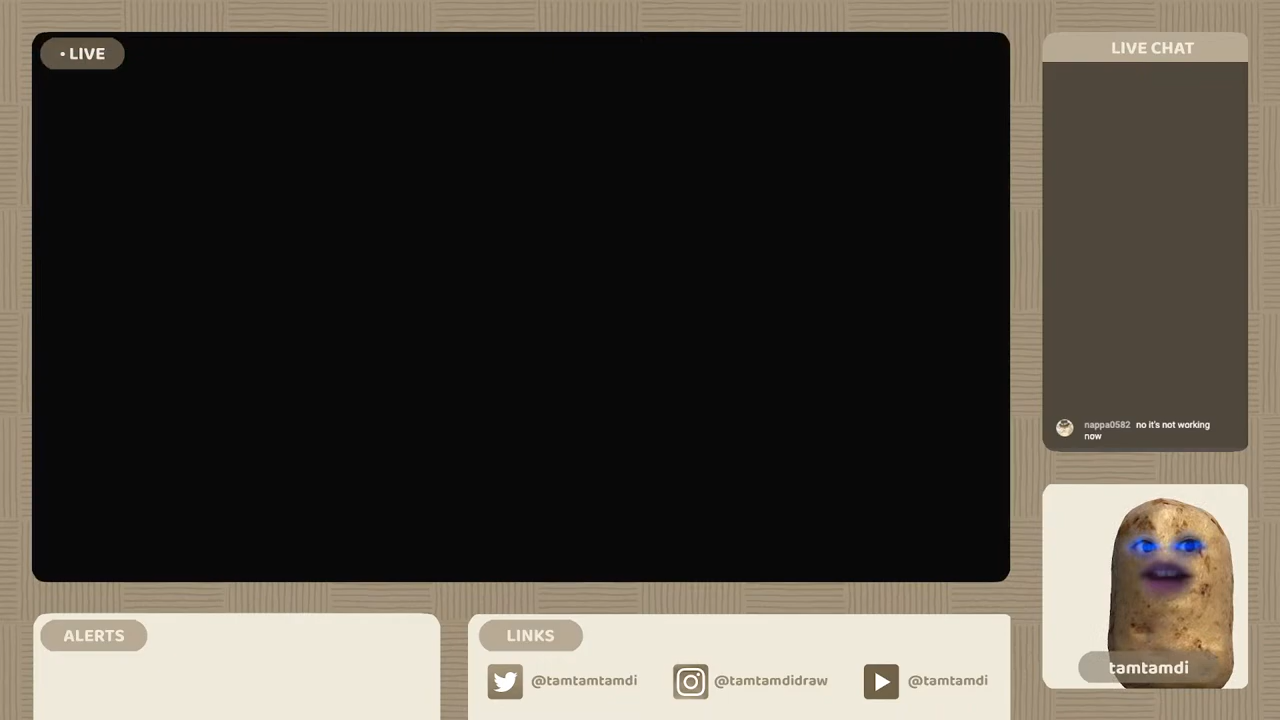 • LIVE
LIVE CHAT
nappa0582 no it's not working
now
ALERTS
LINKS
@tamtamtamdi
@tamtamdidraw
@tamtamdi
tamtamdi